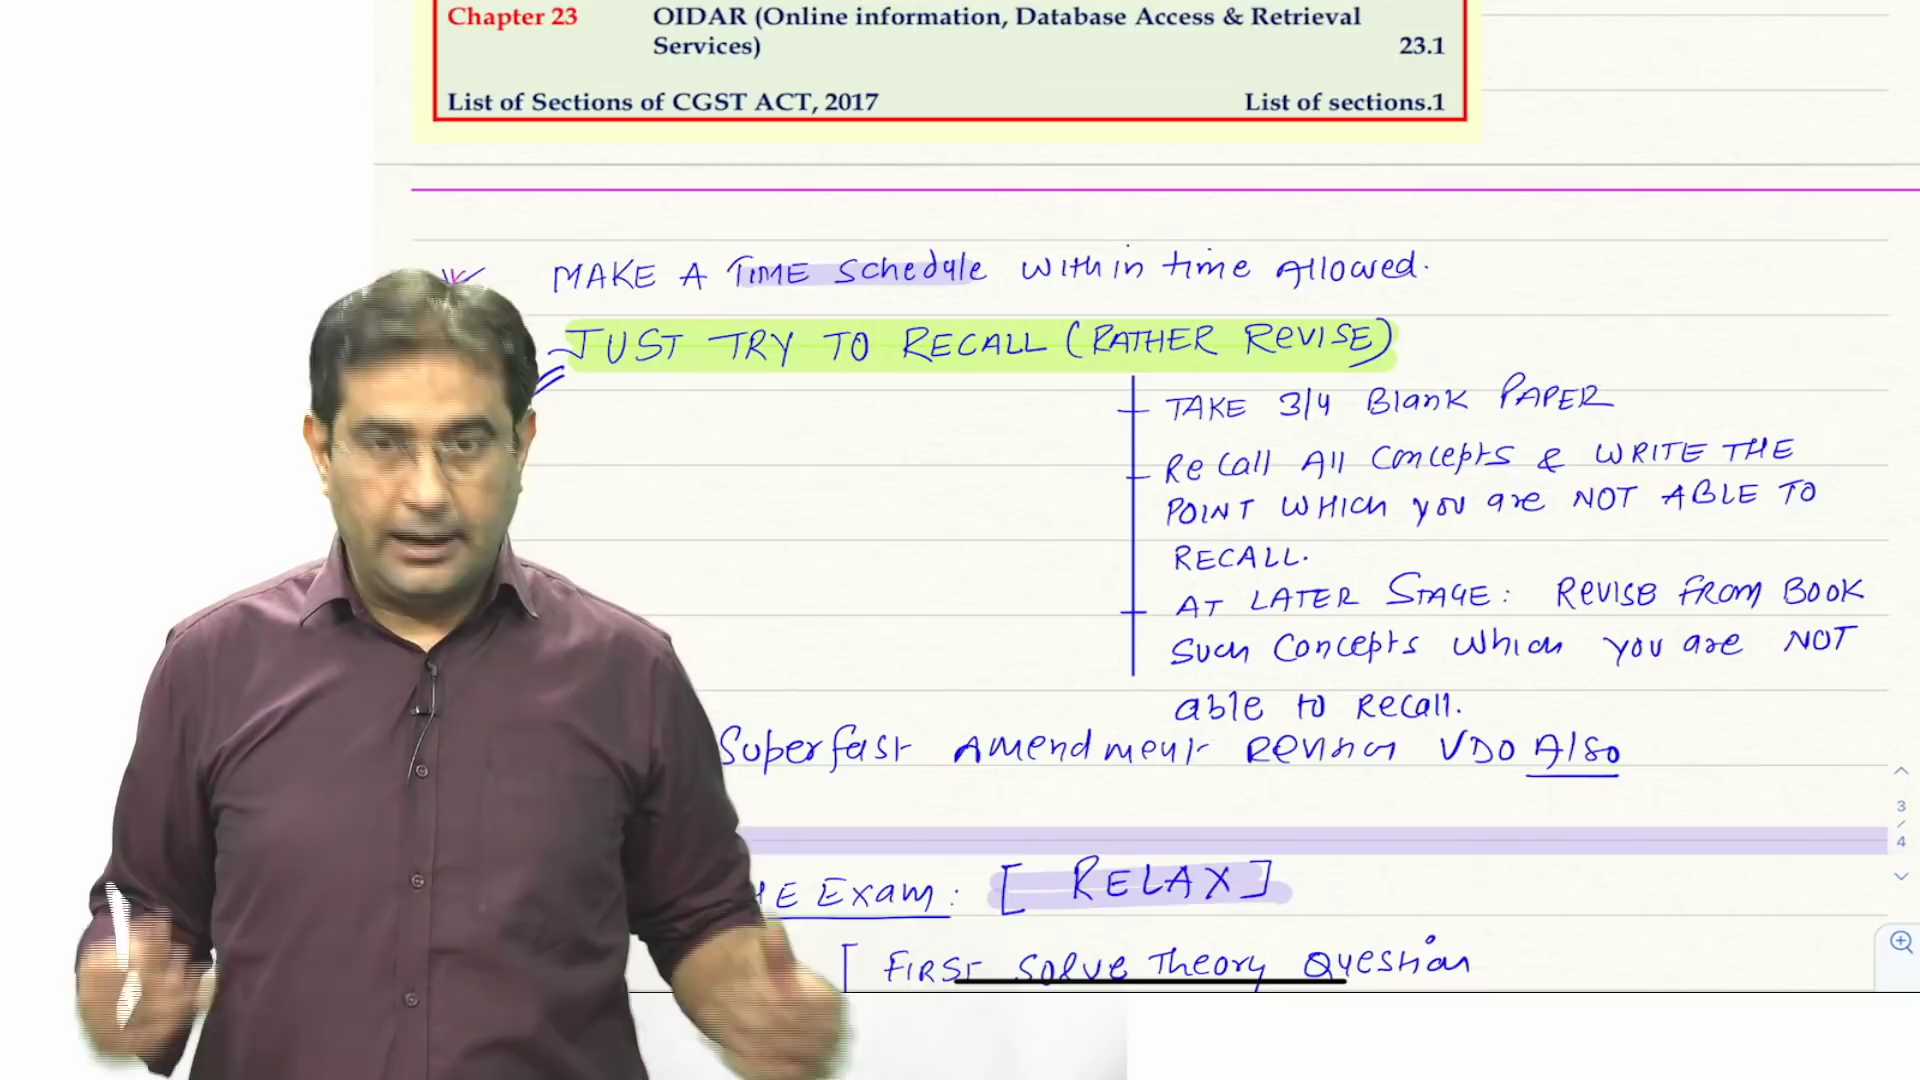 Chapter 23 OIDAR (Online information, Database Access & Retrieval
Services) 23.1
List of Sections of CGST ACT, 2017 List of sections.1
MAKE A TIME SCHEDULE WITHIN TIME ALLOWED.
JUST TRY TO RECALL (RATHER REVISE)
TAKE 3/4 BLANK PAPER
RECALL ALL CONCEPTS & WRITE THE
POINT WHICH YOU ARE NOT ABLE TO
RECALL.
AT LATER STAGE: REVISE FROM BOOK
SUCH CONCEPTS WHICH YOU ARE NOT
able to RECALL.
Superfast Amendment REVISION VDO Also
HE EXAM: [RELAX]
[ FIRST SOLVE THEORY QUESTION
3
/
4